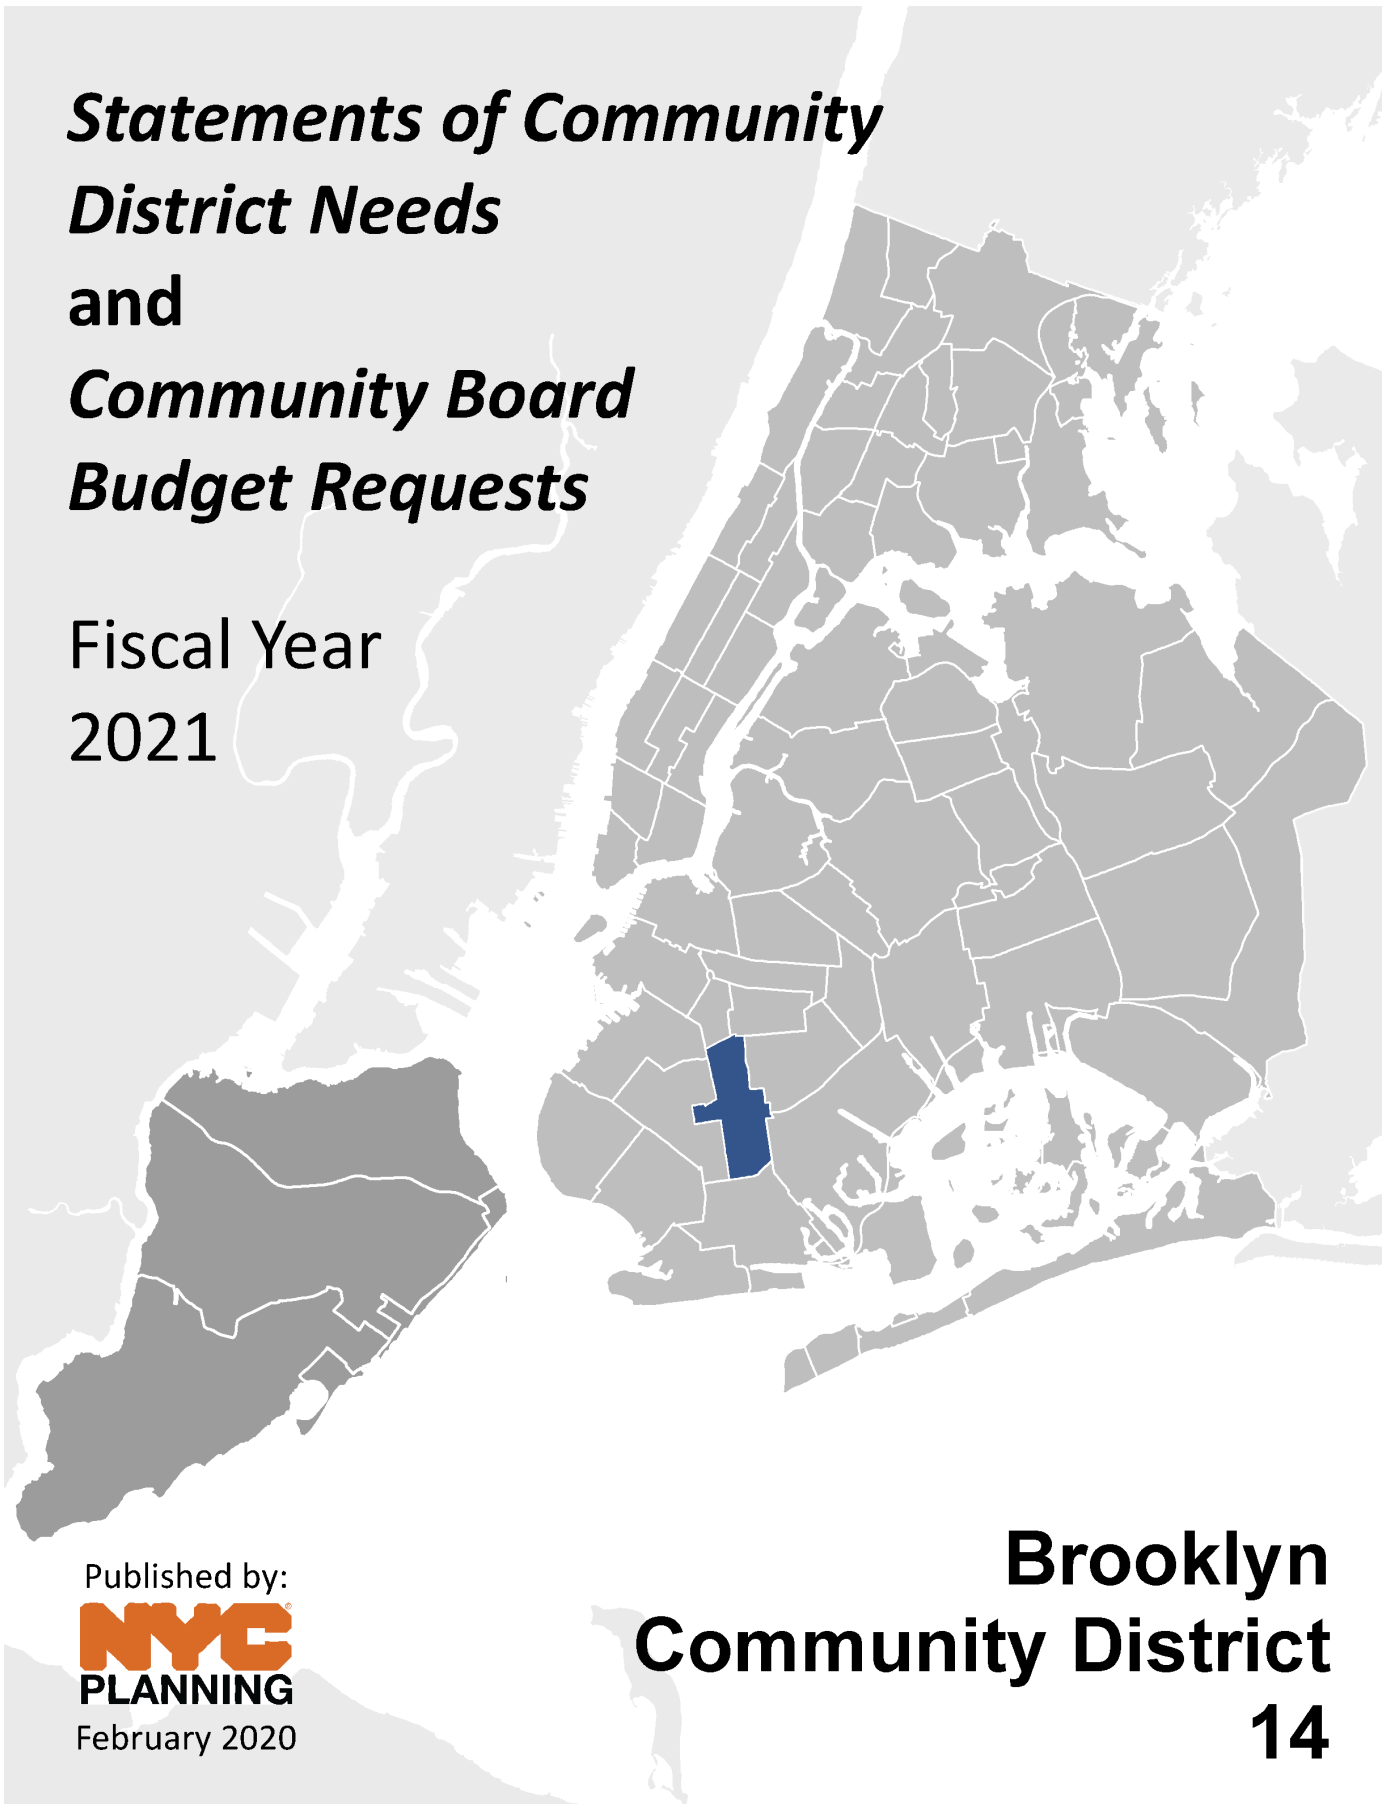 Statements of Community
District Needs
and
Community Board
Budget Requests
Fiscal Year
2021
Published by:
NYC®
PLANNING
February 2020
Brooklyn
Community District
14